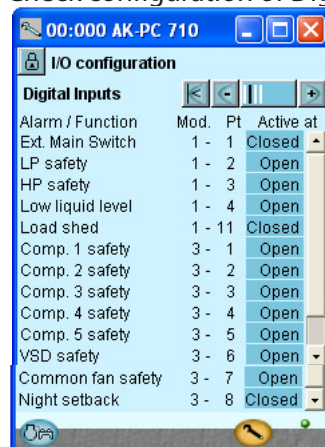 00:000 AK-PC 710
I/O configuration
Digital Inputs
Alarm / Function Mod. Pt Active at
Ext. Main Switch 1 - 1 Closed
LP safety 1 - 2 Open
HP safety 1 - 3 Open
Low liquid level 1 - 4 Open
Load shed 1 - 11 Closed
Comp. 1 safety 3 - 1 Open
Comp. 2 safety 3 - 2 Open
Comp. 3 safety 3 - 3 Open
Comp. 4 safety 3 - 4 Open
Comp. 5 safety 3 - 5 Open
VSD safety 3 - 6 Open
Common fan safety 3 - 7 Open
Night setback 3 - 8 Closed